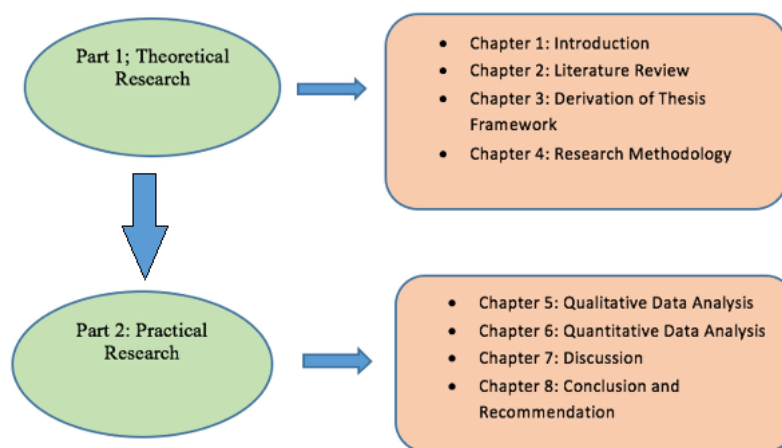 Part 1; Theoretical
Research
• Chapter 1: Introduction
• Chapter 2: Literature Review
• Chapter 3: Derivation of Thesis
Framework
• Chapter 4: Research Methodology
Part 2: Practical
Research
• Chapter 5: Qualitative Data Analysis
• Chapter 6: Quantitative Data Analysis
• Chapter 7: Discussion
• Chapter 8: Conclusion and
Recommendation